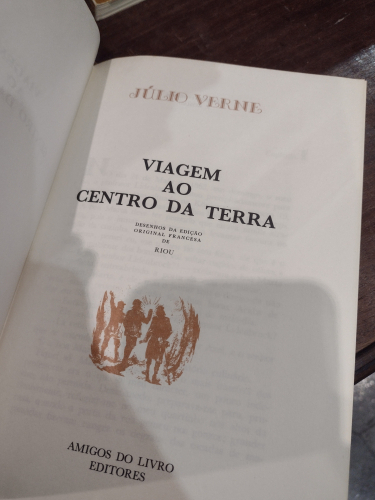 JÚLIO VERNE
VIAGEM
AO
CENTRO DA TERRA
DESENHOS DA EDIÇÃO
ORIGINAL FRANCESA
DE
RIOU
AMIGOS DO LIVRO
EDITORES